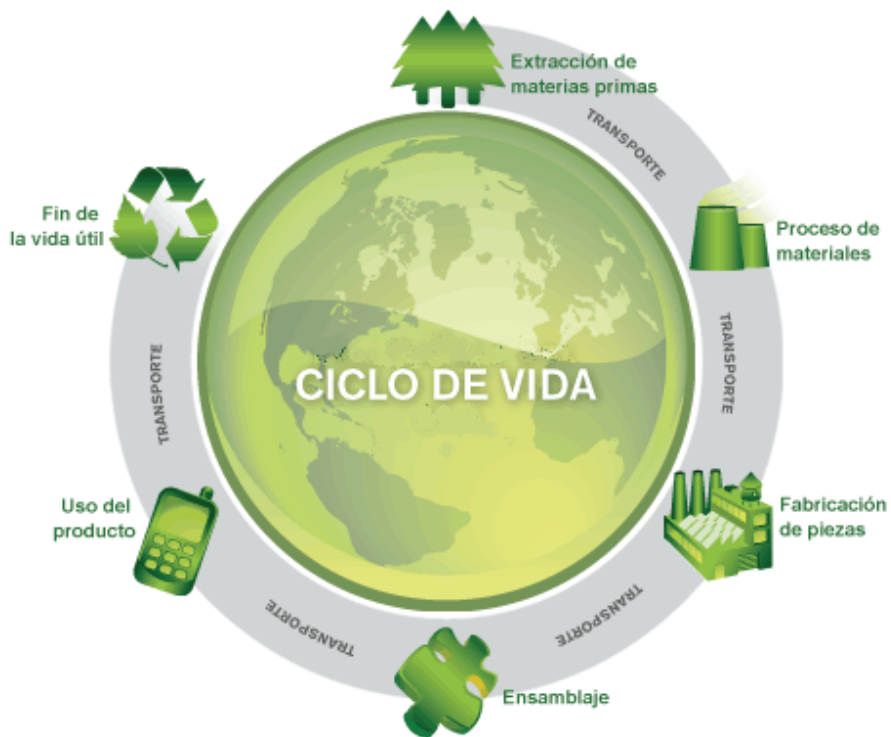 Extracción de
materias primas
TRANSPORTE
Proceso de
materiales
TRANSPORTE
Fabricación
de piezas
TRANSPORTE
Ensamblaje
TRANSPORTE
Uso del
producto
TRANSPORTE
Fin de
la vida útil
CICLO DE VIDA